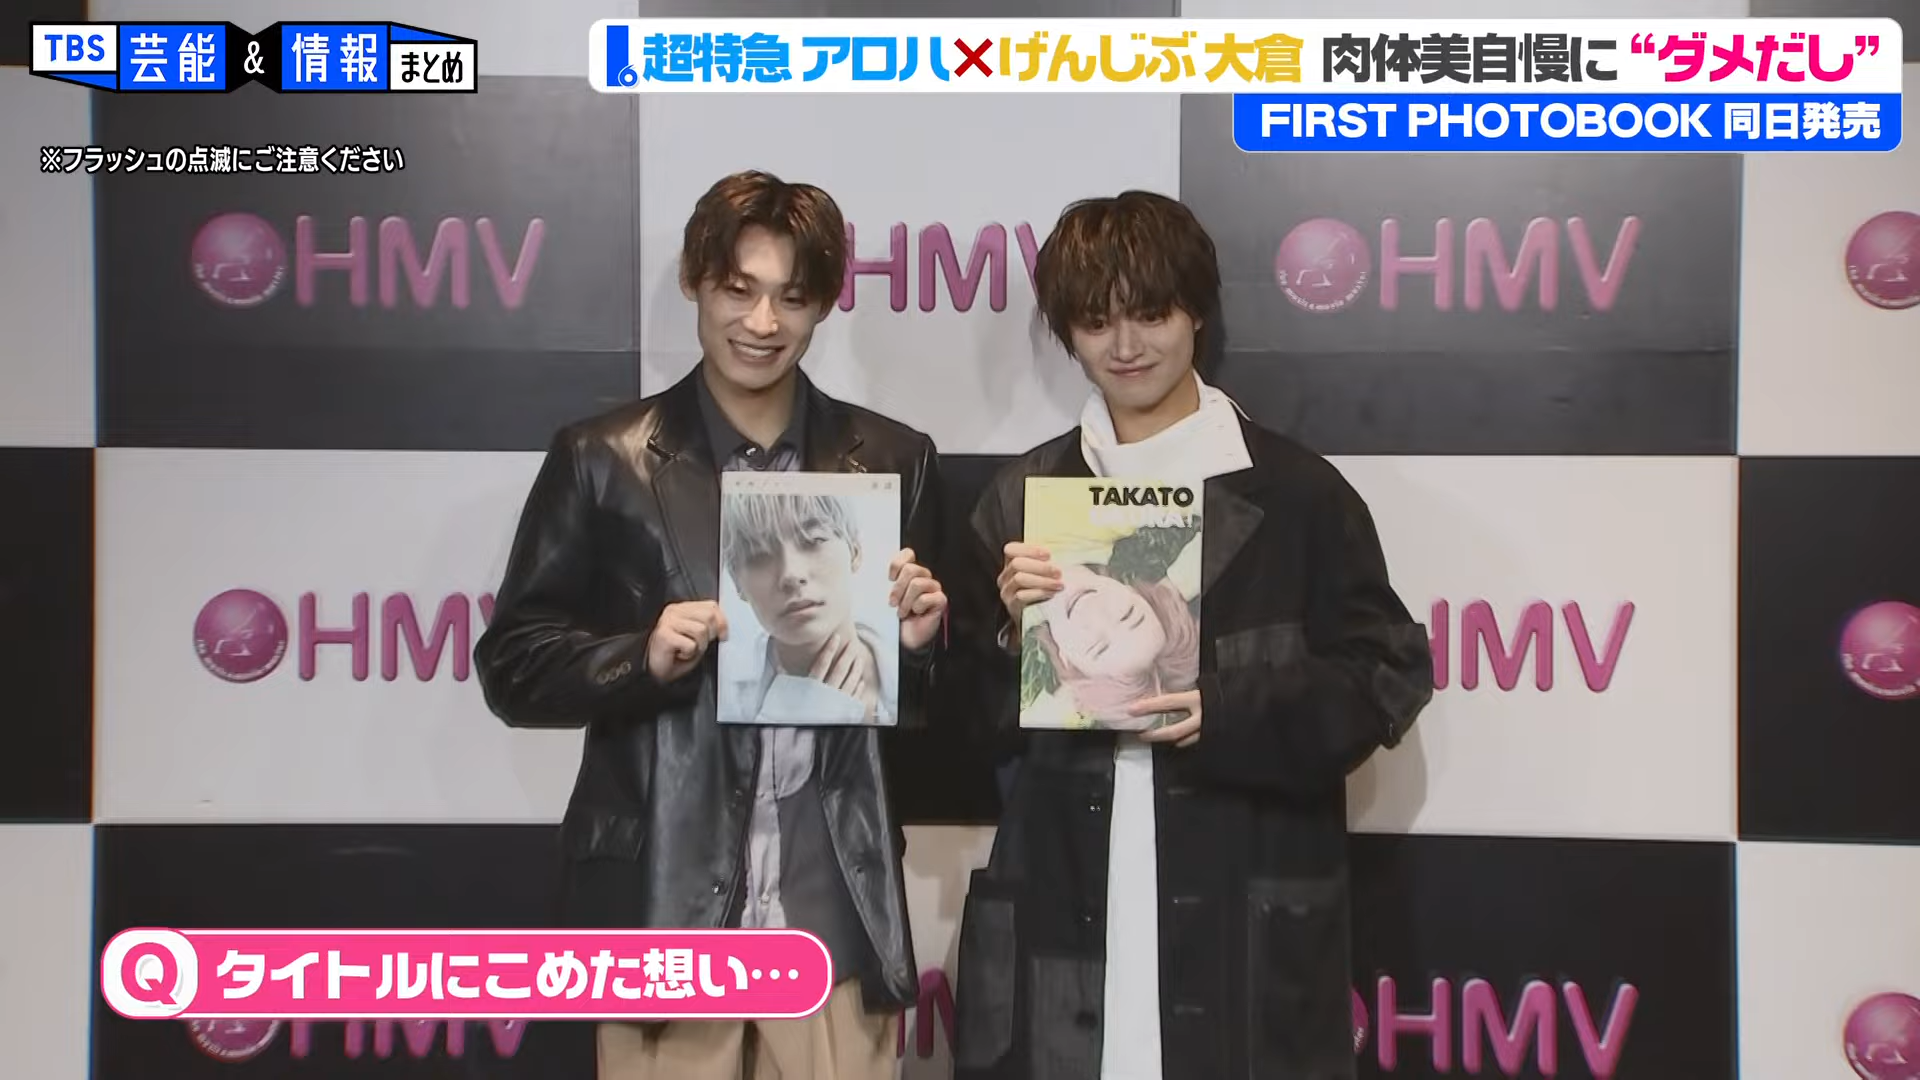 TBS 芸能 & 情報 まとめ
超特急 アロハ×げんじぶ 大倉 肉体美自慢に “ダメだし”
FIRST PHOTOBOOK 同日発売
※フラッシュの点滅にご注意ください
HMV
HMV
HMV
TAKATO
HMV
HMV
Q タイトルにこめた想い…
HMV
HMV